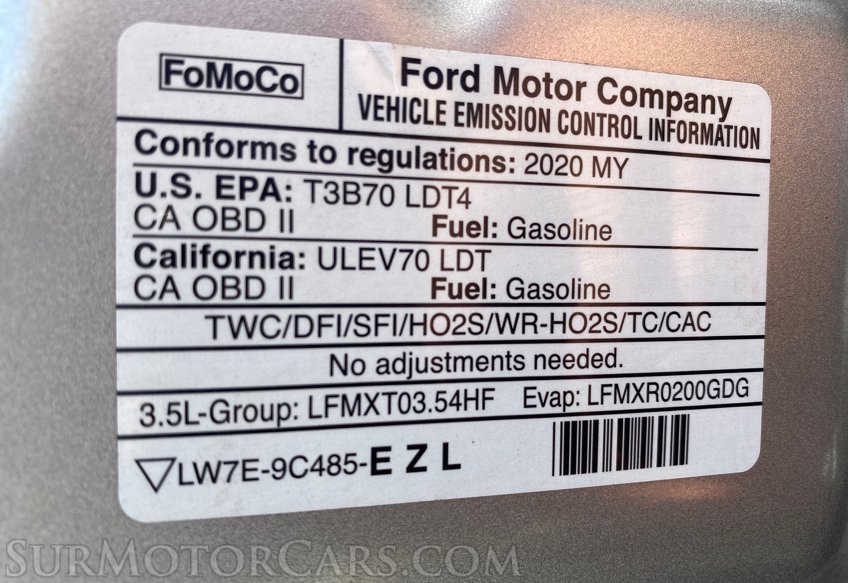 FoMoCo
Ford Motor Company
VEHICLE EMISSION CONTROL INFORMATION
Conforms to regulations: 2020 MY
U.S. EPA: T3B70 LDT4
CA OBD II Fuel: Gasoline
California: ULEV70 LDT
CA OBD II Fuel: Gasoline
TWC/DFI/SFI/HO2S/WR-HO2S/TC/CAC
No adjustments needed.
3.5L-Group: LFMXT03.54HF Evap: LFMXR0200GDG
LW7E-9C485-E Z L
SurMotorCars.com